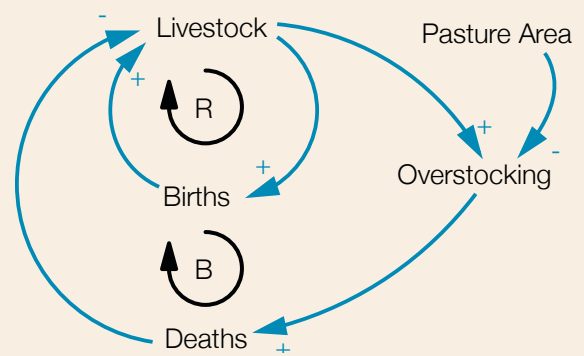 -
Livestock
Pasture Area
+
R
+
-
+
Overstocking
Births
B
Deaths
+